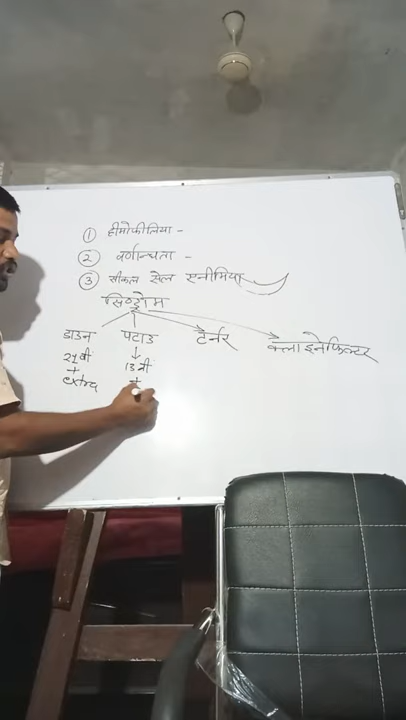 ① हीमोफीलिया -
② वर्णान्धता -
③ सीकल सेल एनीमिया
सिण्ड्रोम
डाउन पटाउ टर्नर क्लाइनेफिल्टर
21वी ↓
+ 13वी
extra +